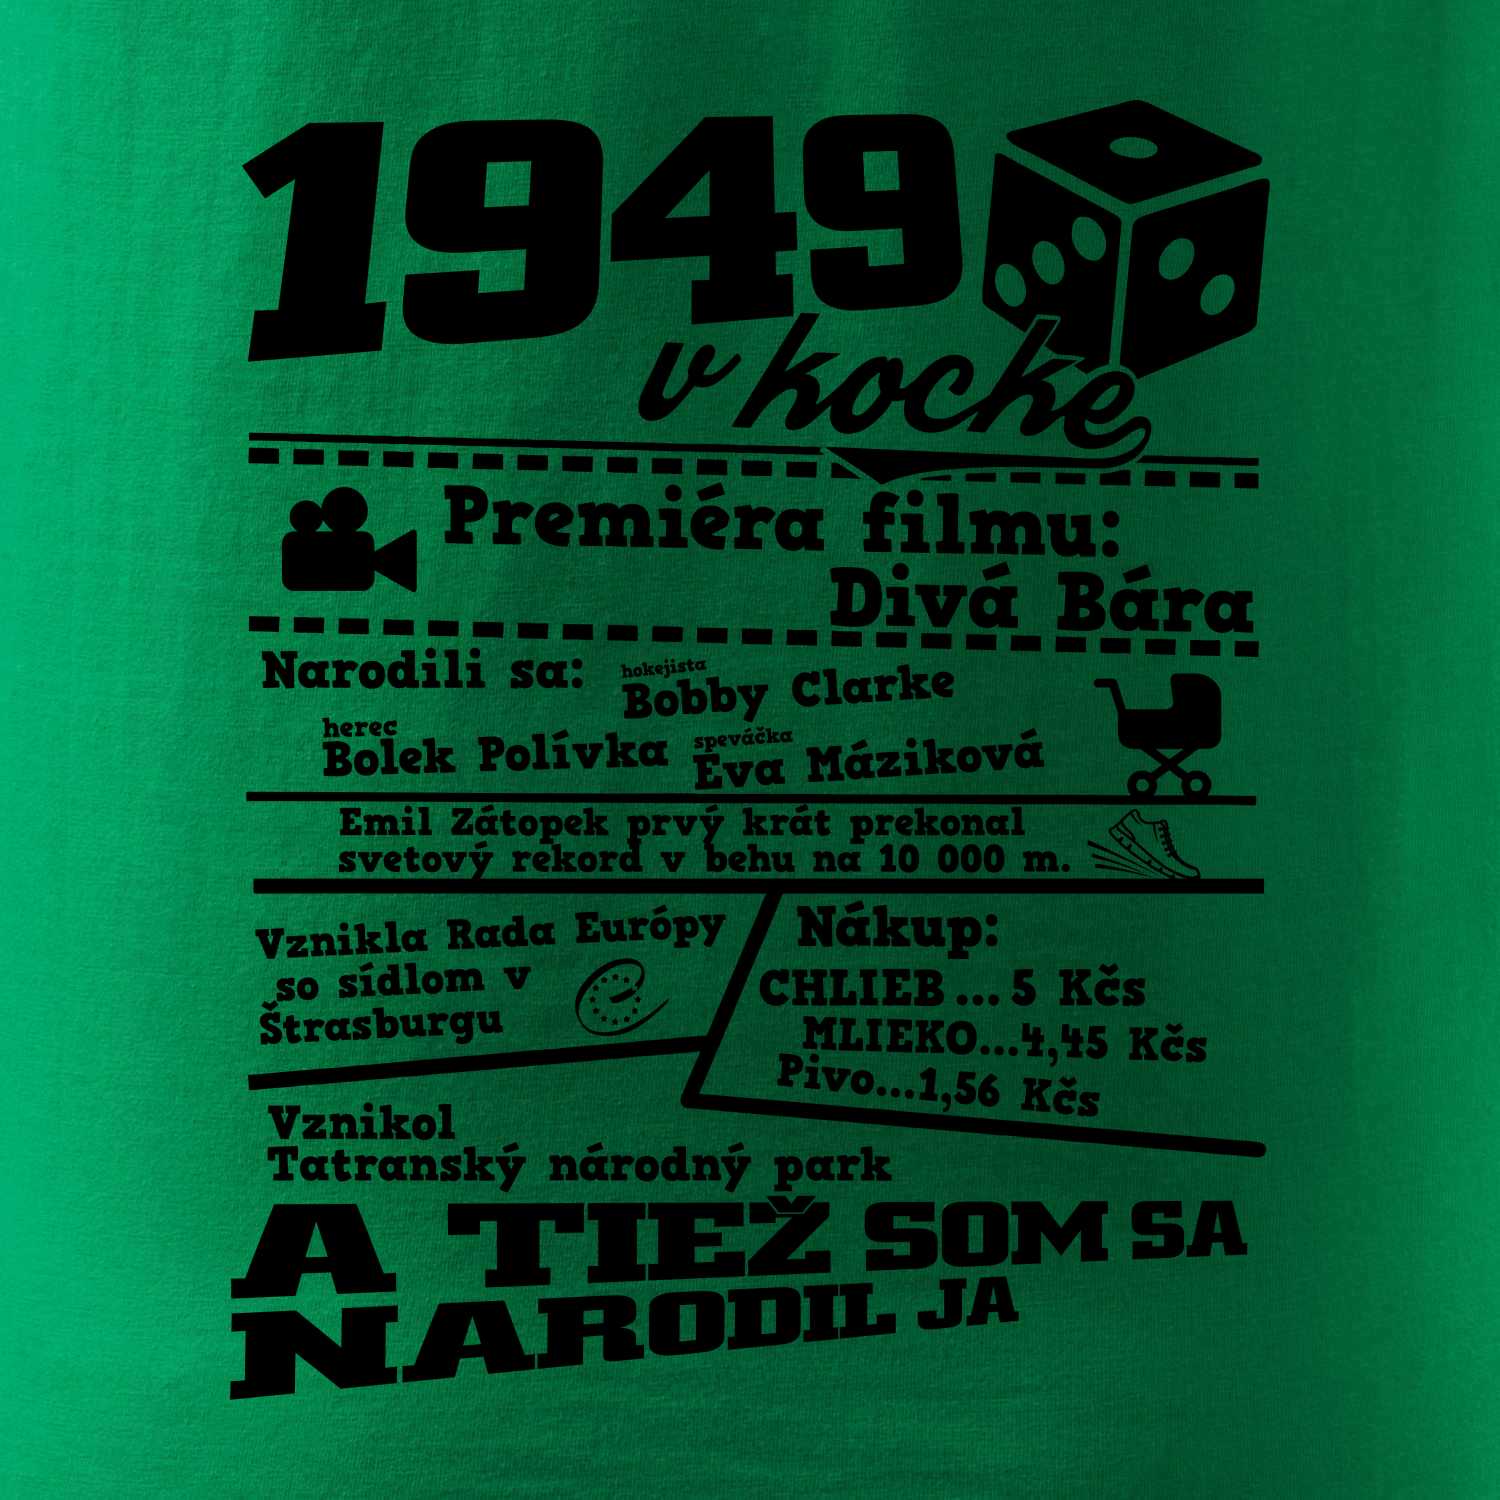 1949
v kocke
Premiéra filmu:
Divá Bára
Narodili sa:
hokejista
Bobby Clarke
herec
Bolek Polívka
speváčka
Eva Máziková
Emil Zátopek prvý krát prekonal
svetový rekord v behu na 10 000 m.
Vznikla Rada Európy
so sídlom v
Štrasburgu
Nákup:
CHLIEB...5 Kčs
MLIEKO...4,45 Kčs
Pivo...1,56 Kčs
Vznikol
Tatranský národný park
A TIEŽ SOM SA
NARODIL JA